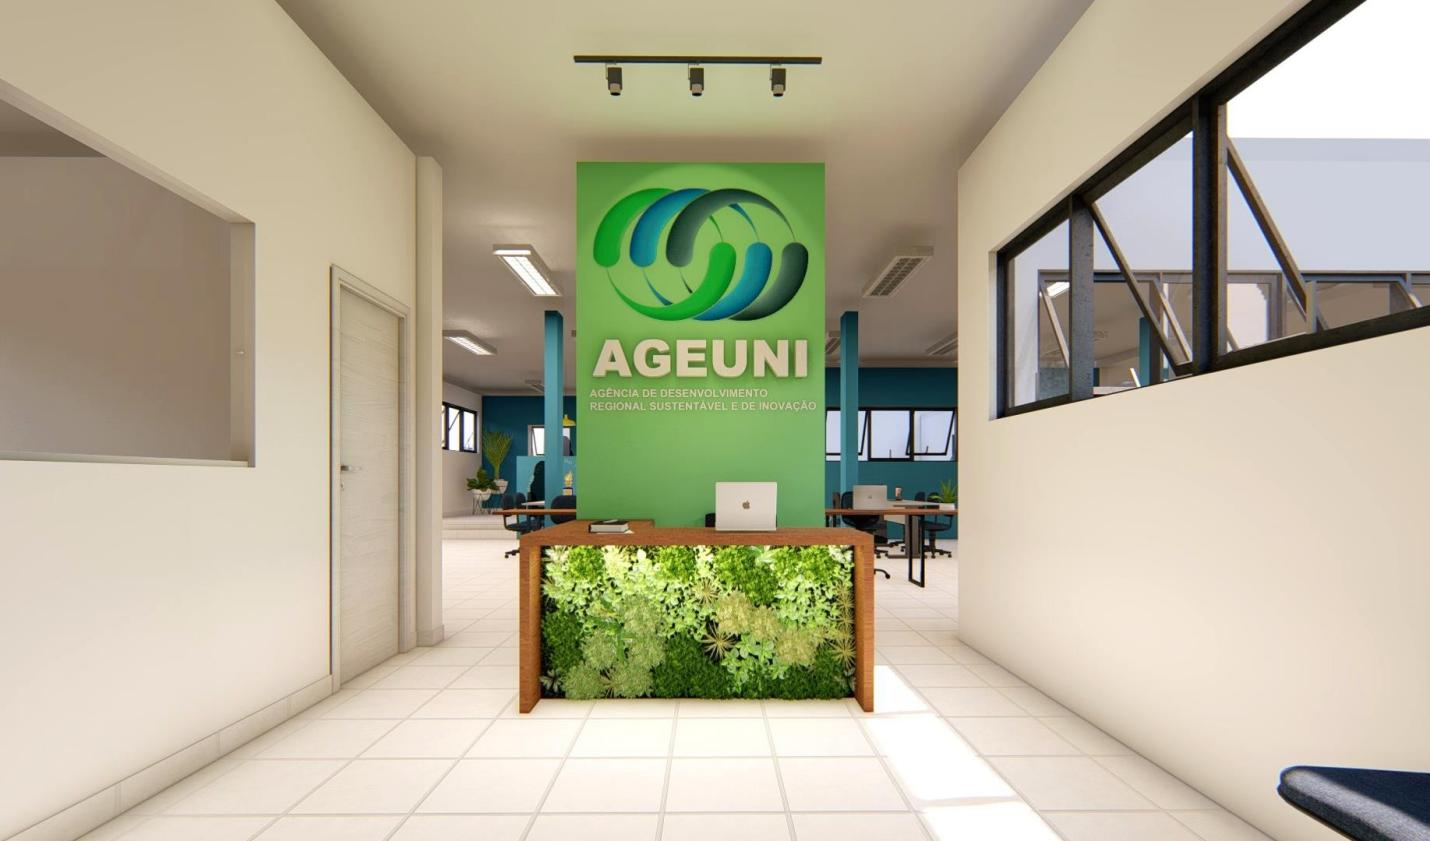 AGEUNI
AGÊNCIA DE DESENVOLVIMENTO
REGIONAL SUSTENTÁVEL E DE INOVAÇÃO